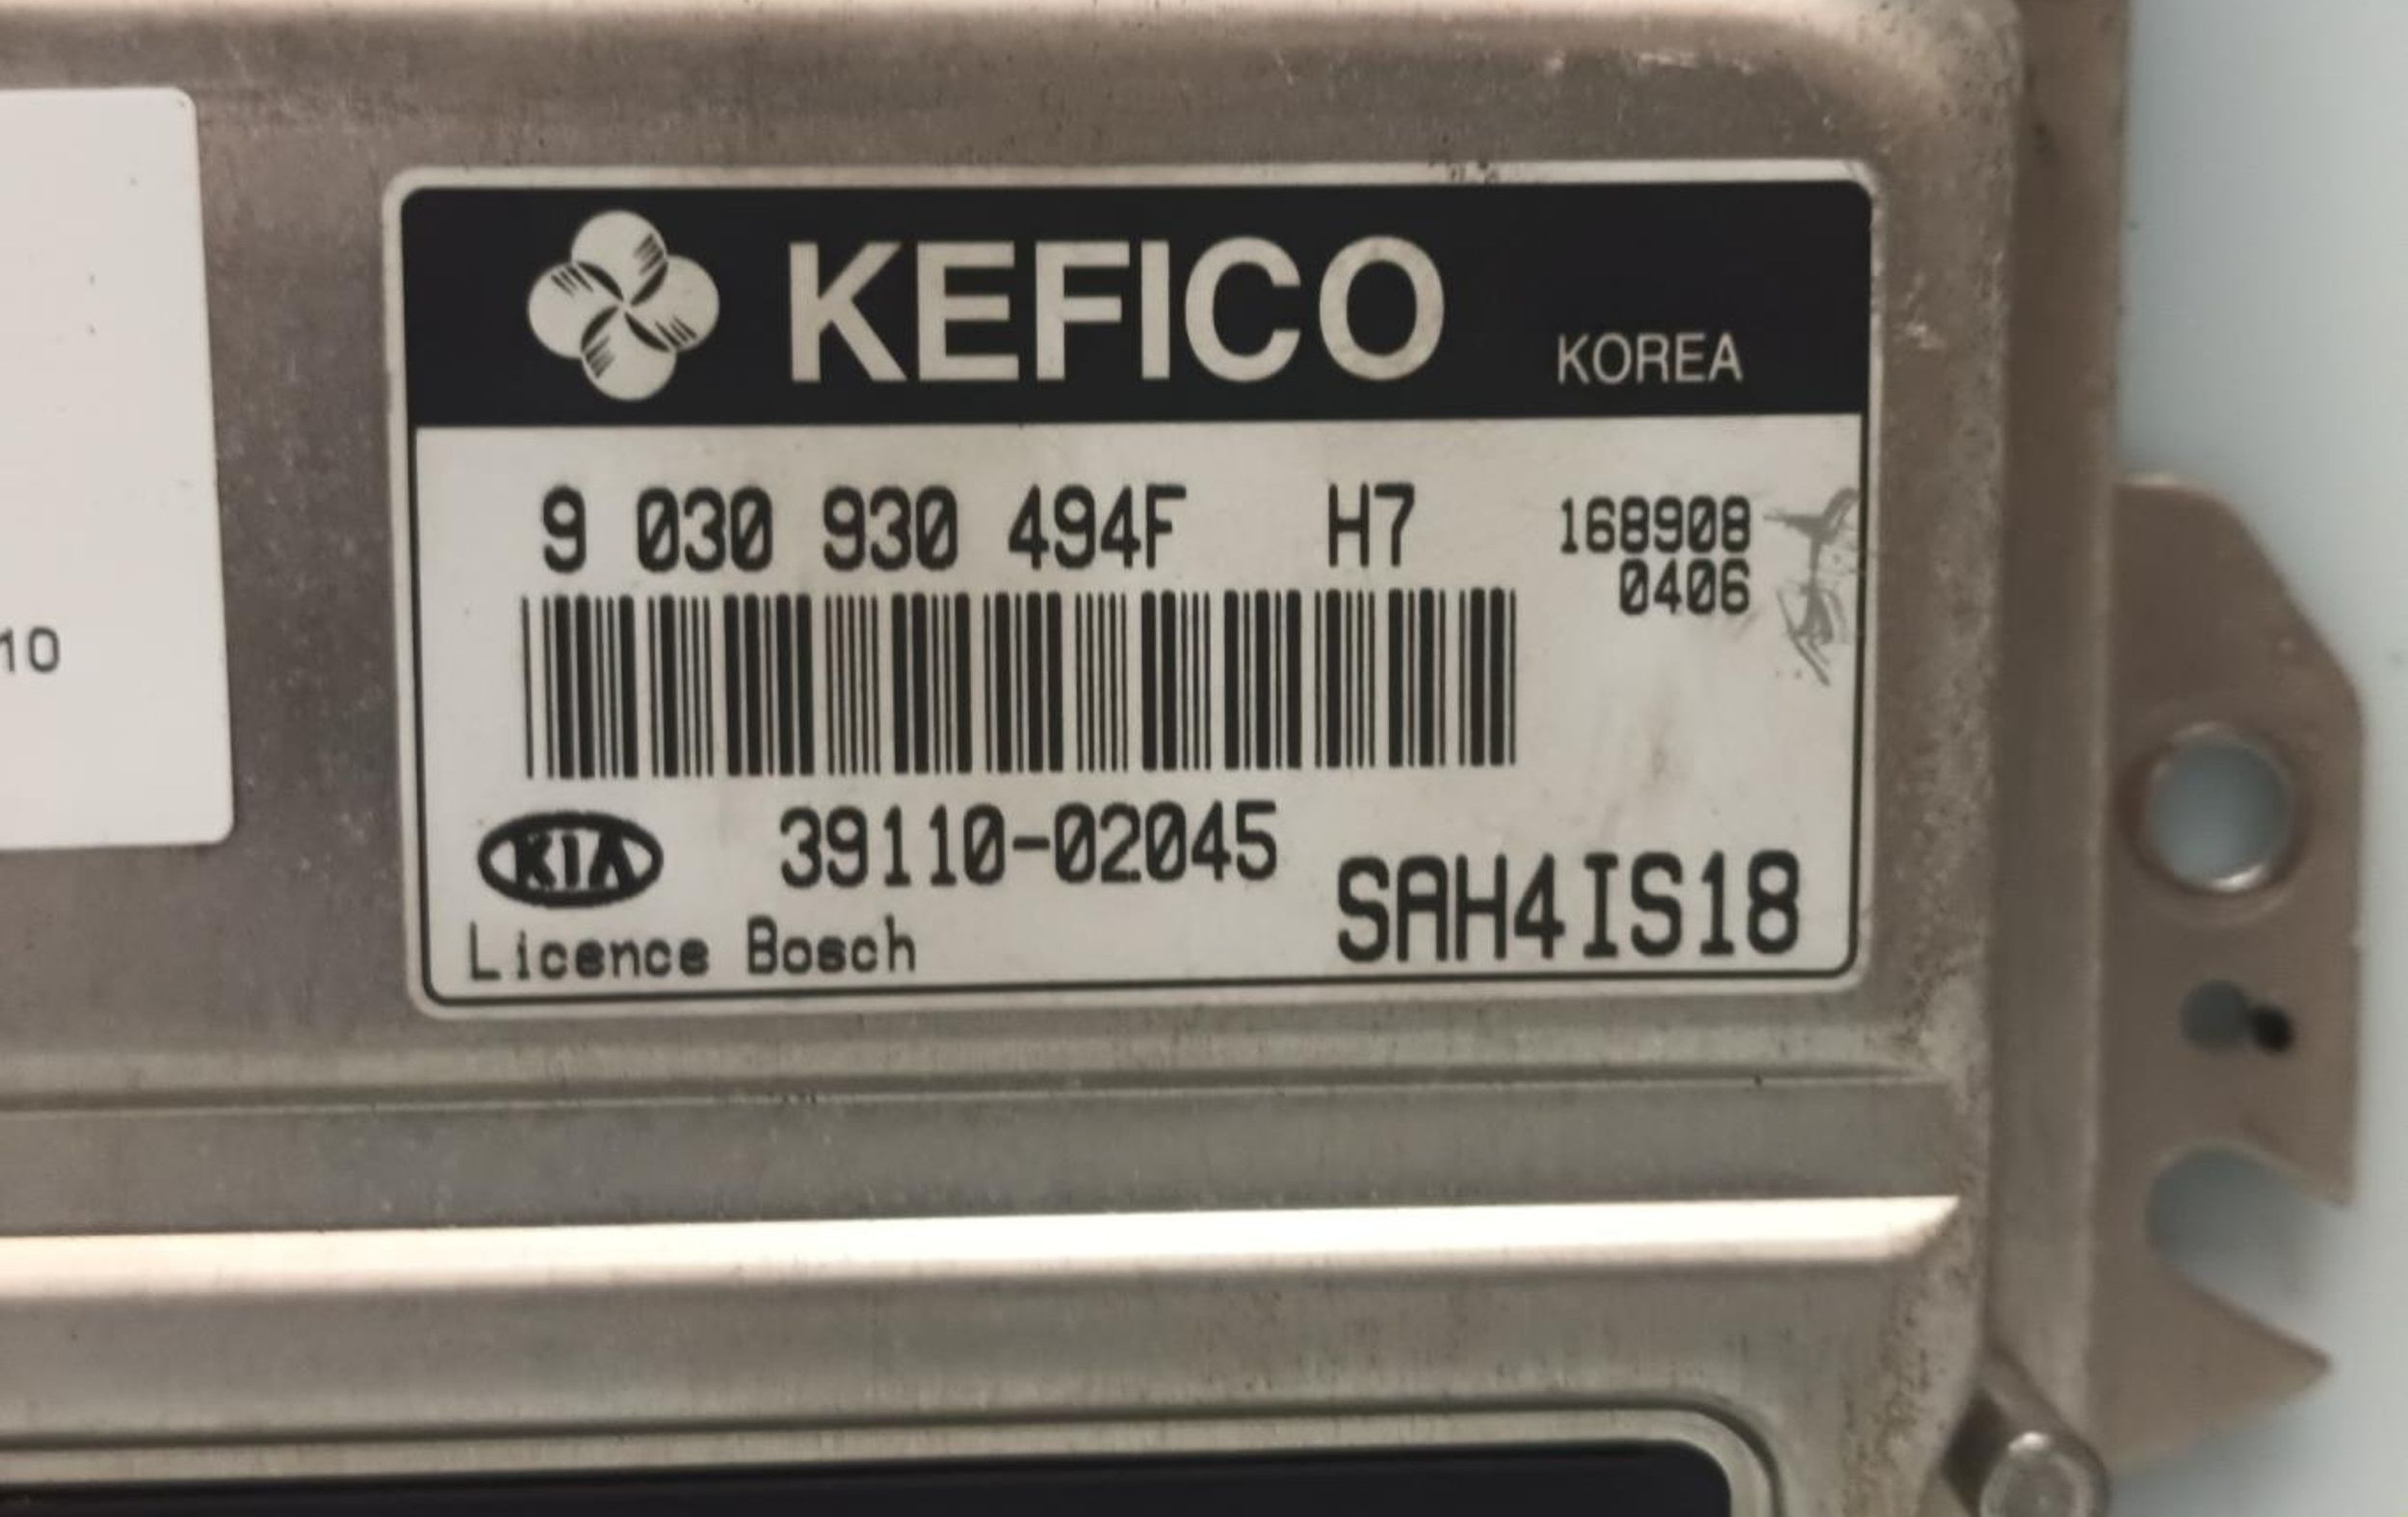 KEFICO KOREA
9 030 930 494F H7 168908
0406
10
KIA 39110-02045
SAH4IS18
Licence Bosch